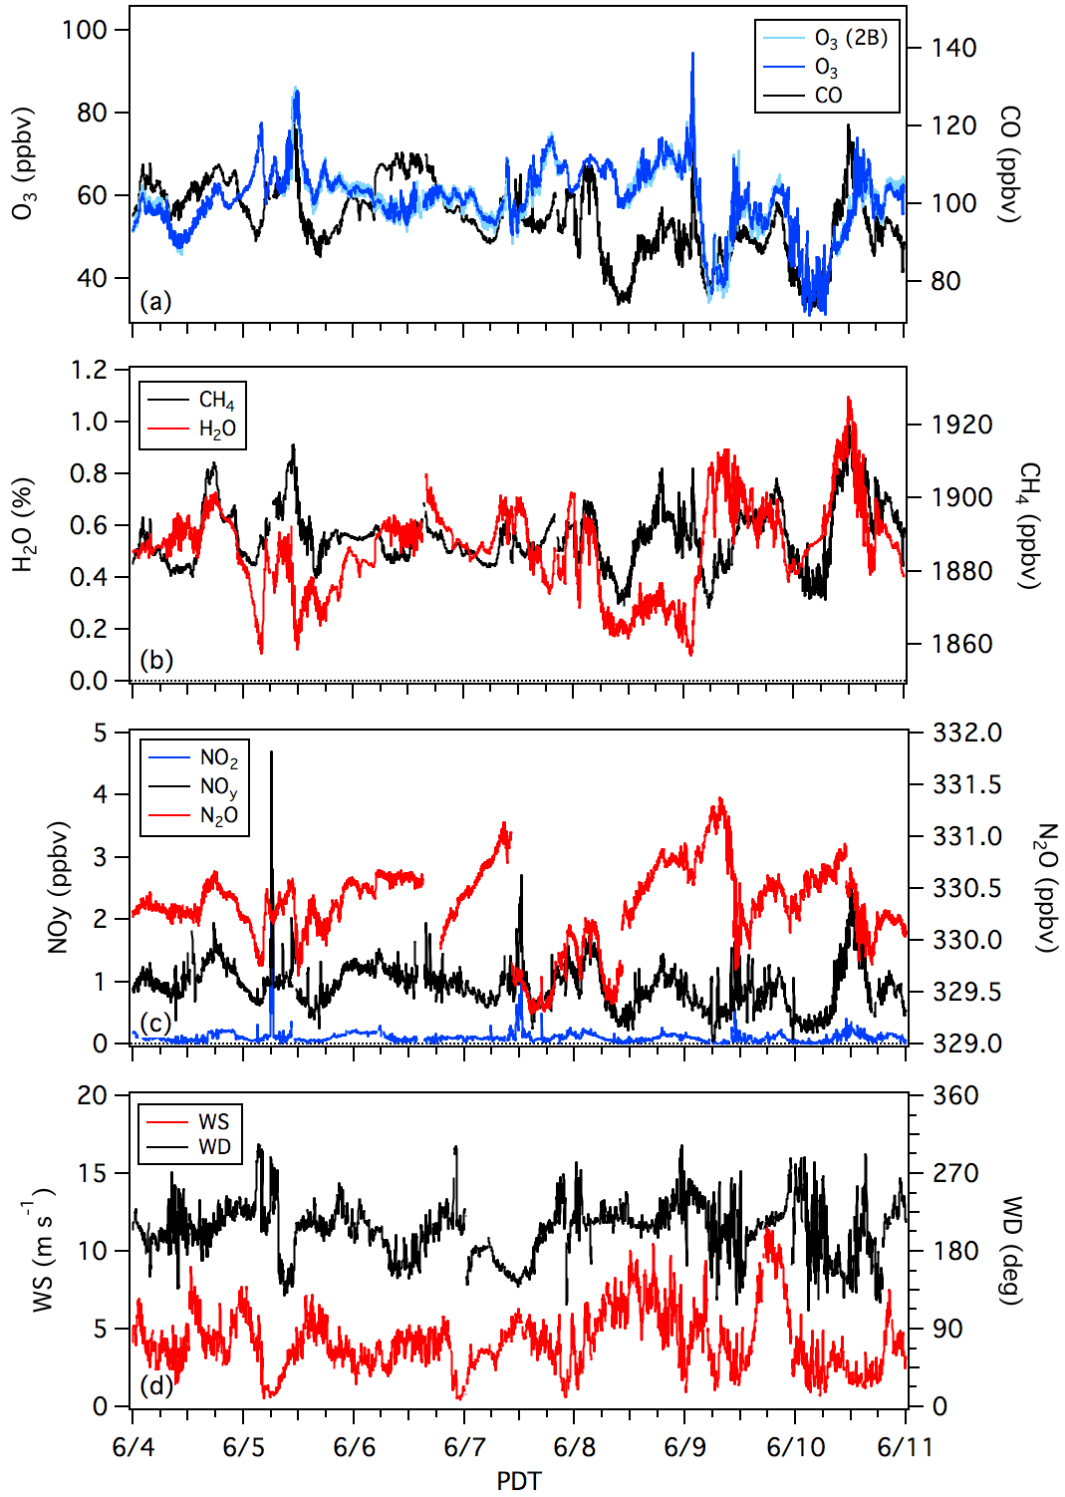 100
80
60
40
O3 (ppbv)
O3 (2B)
O3
CO
140
120
100
80
CO (ppbv)
(a)
1.2
1.0
0.8
0.6
0.4
0.2
0.0
H2O (%)
CH4
H2O
1920
1900
1880
1860
CH4 (ppbv)
(b)
5
4
3
2
1
0
NOy (ppbv)
NO2
NOy
N2O
332.0
331.5
331.0
330.5
330.0
329.5
329.0
N2O (ppbv)
(c)
20
15
10
5
0
WS (m s-1)
WS
WD
360
270
180
90
0
WD (deg)
(d)
6/4 6/5 6/6 6/7 6/8 6/9 6/10 6/11
PDT